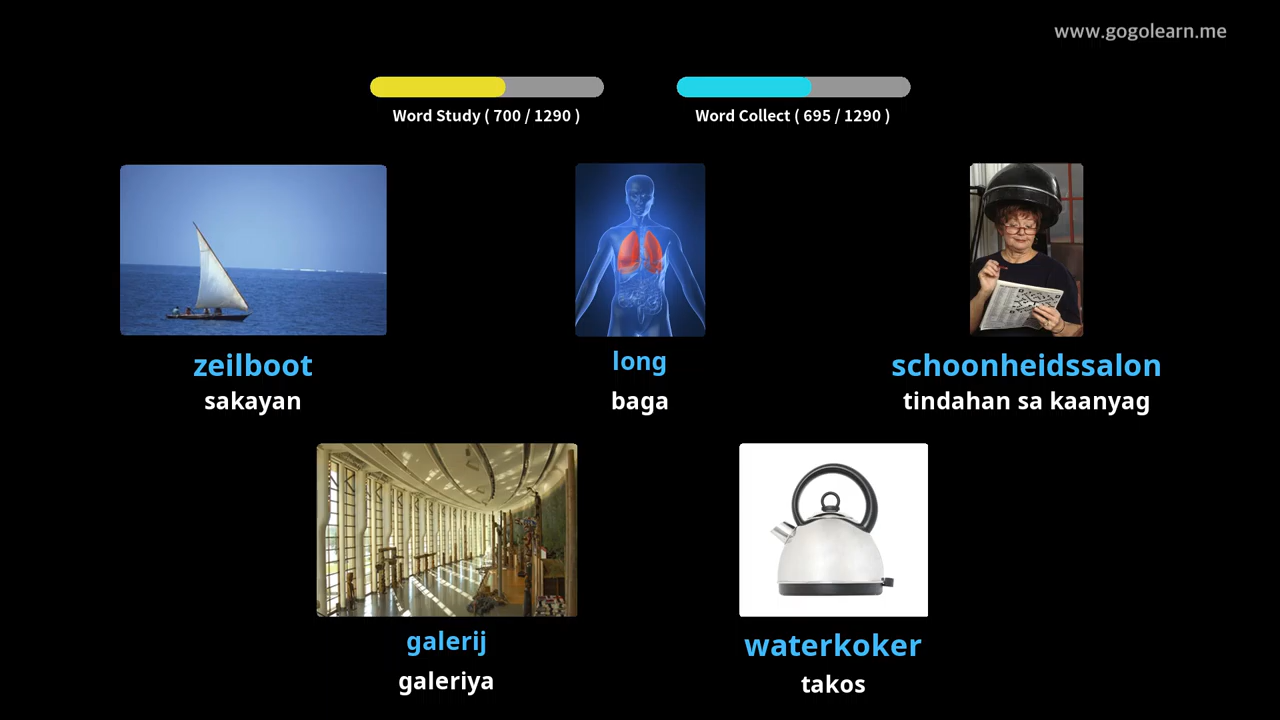 www.gogolearn.me
Word Study ( 700 / 1290 )
Word Collect ( 695 / 1290 )
zeilboot
sakayan
long
baga
schoonheidssalon
tindahan sa kaanyag
galerij
galeriya
waterkoker
takos